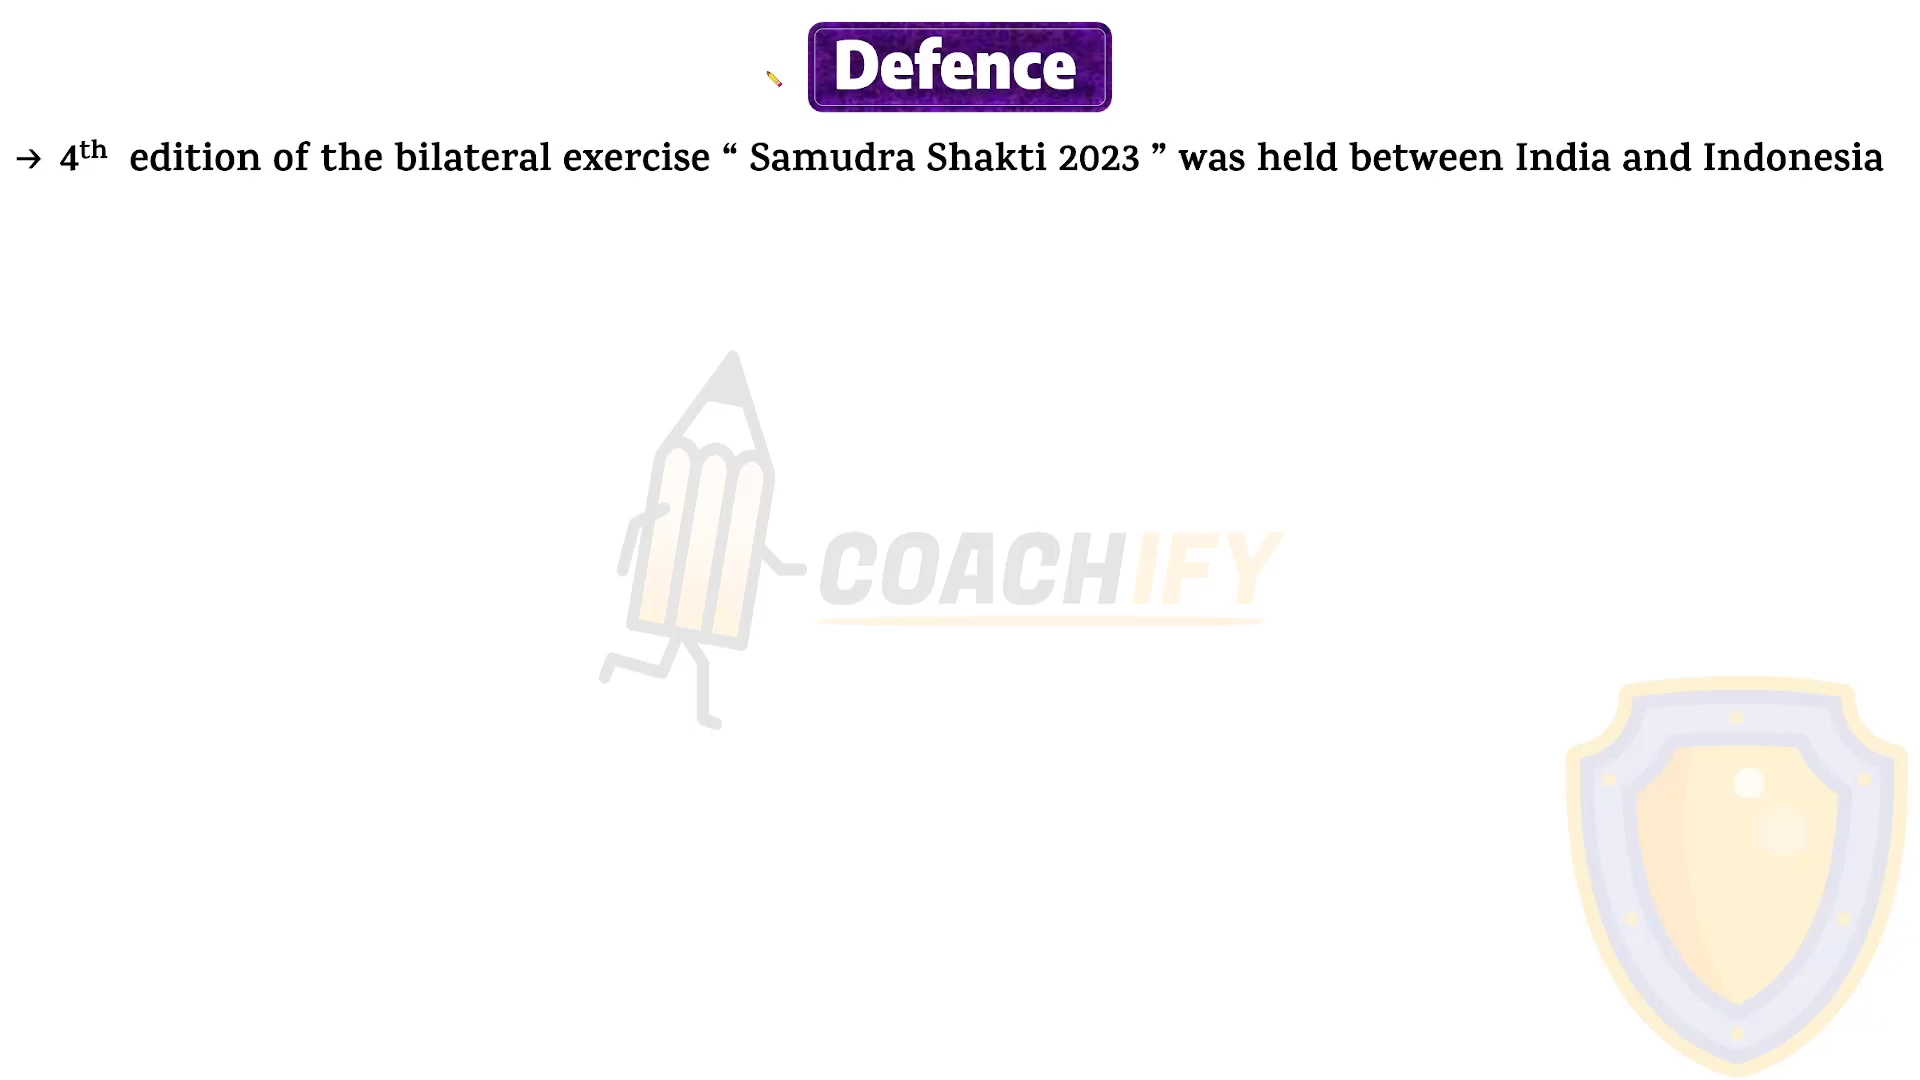 Defence
→ 4th edition of the bilateral exercise “ Samudra Shakti 2023 ” was held between India and Indonesia
COACHIFY